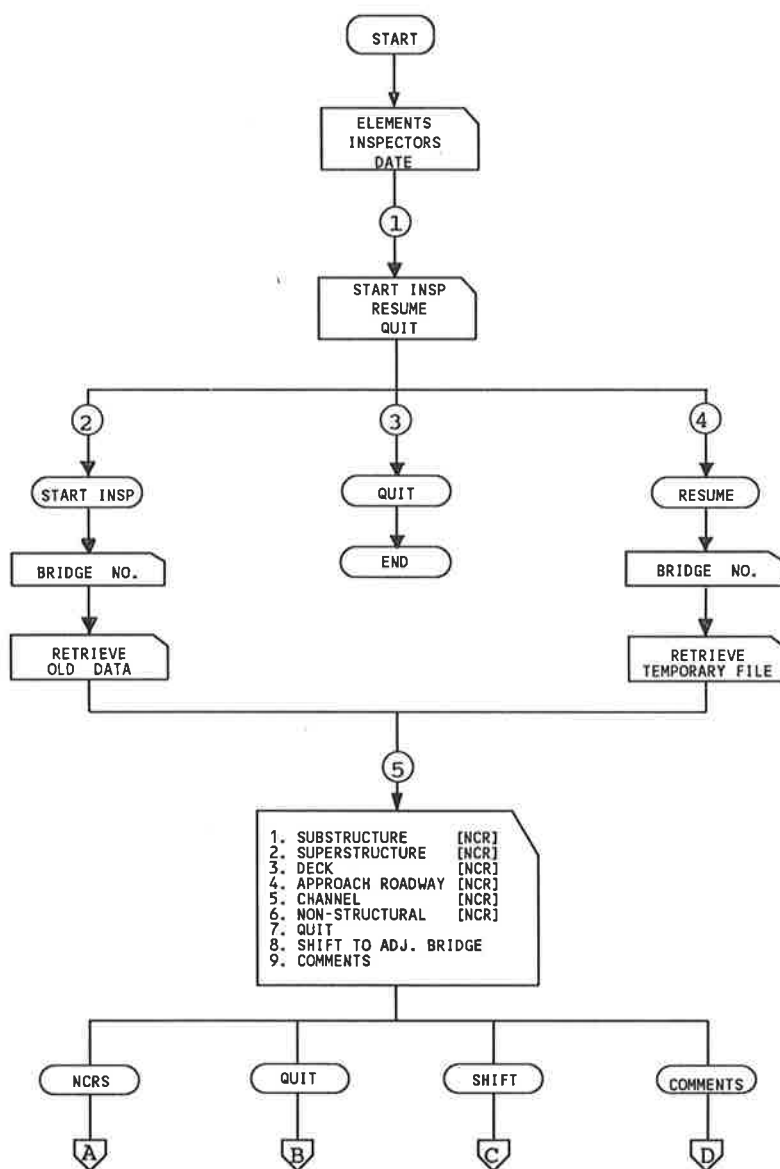 START
ELEMENTS
INSPECTORS
DATE
1
START INSP
RESUME
QUIT
2
3
4
START INSP
QUIT
RESUME
BRIDGE NO.
END
BRIDGE NO.
RETRIEVE
OLD DATA
RETRIEVE
TEMPORARY FILE
5
1. SUBSTRUCTURE [NCR]
2. SUPERSTRUCTURE [NCR]
3. DECK [NCR]
4. APPROACH ROADWAY [NCR]
5. CHANNEL [NCR]
6. NON-STRUCTURAL [NCR]
7. QUIT
8. SHIFT TO ADJ. BRIDGE
9. COMMENTS
NCRS
QUIT
SHIFT
COMMENTS
A
B
C
D